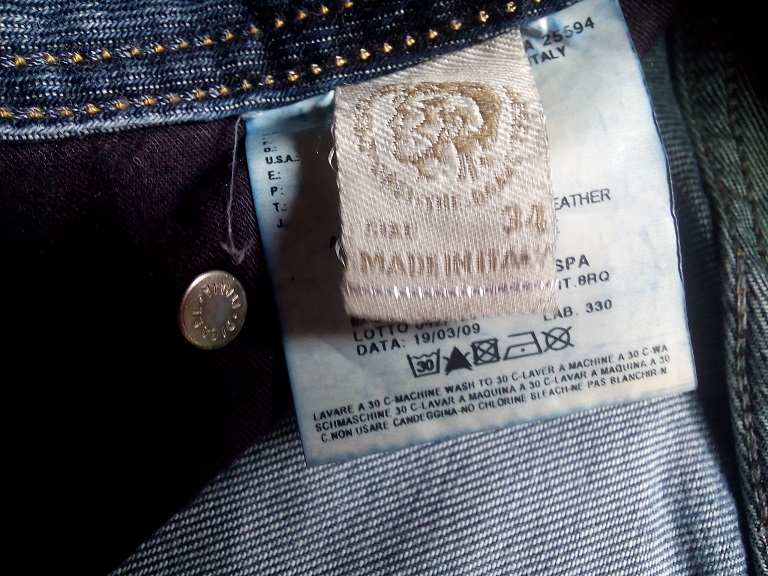 A 25594
ITALY
D.:
U.S.A.:
E.:
P.:
T.:
J.
EATHER
SIZE 34
MADE IN ITALY
SPA
IT.8RQ
LOTTO LAB. 330
DATA: 19/03/09
30
LAVARE A 30 C-MACHINE WASH TO 30 C-LAVER A MACHINE A 30 C-WA
SCHMASCHINE 30 C-LAVAR A MAQUINA A 30 C-LAVAR A MAQUINA A 30
C.NON USARE CANDEGGINA-NO CHLORINE BLEACH-NE PAS BLANCHIR-N